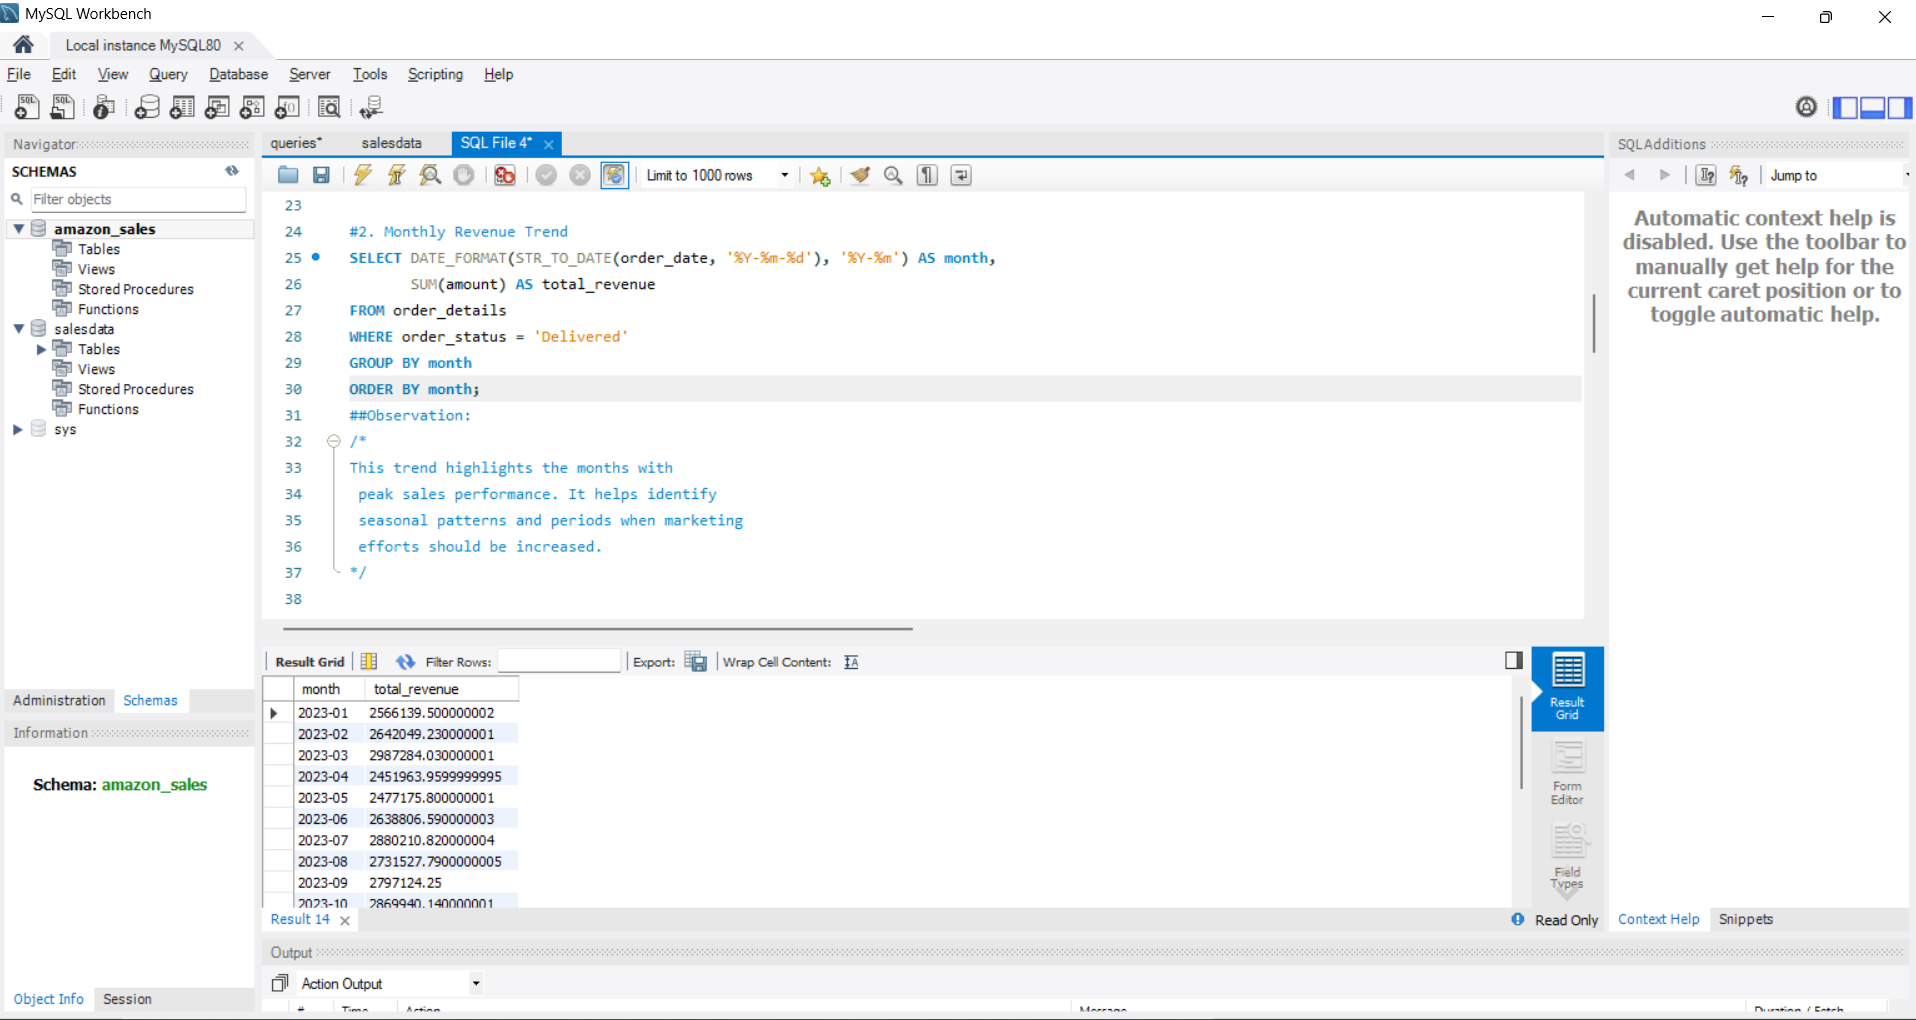 MySQL Workbench
Local instance MySQL80
File Edit View Query Database Server Tools Scripting Help
Navigator
SCHEMAS
Filter objects
amazon_sales
Tables
Views
Stored Procedures
Functions
salesdata
Tables
Views
Stored Procedures
Functions
sys
Administration Schemas
Information
Schema: amazon_sales
Object Info Session
queries* salesdata SQL File 4*
Limit to 1000 rows
23
24 #2. Monthly Revenue Trend
25 SELECT DATE_FORMAT(STR_TO_DATE(order_date, '%Y-%m-%d'), '%Y-%m') AS month,
26 SUM(amount) AS total_revenue
27 FROM order_details
28 WHERE order_status = 'Delivered'
29 GROUP BY month
30 ORDER BY month;
31 ##Observation:
32 /*
33 This trend highlights the months with
34 peak sales performance. It helps identify
35 seasonal patterns and periods when marketing
36 efforts should be increased.
37 */
38
Result Grid Filter Rows: Export: Wrap Cell Content:
month total_revenue
2023-01 2566139.500000002
2023-02 2642049.230000001
2023-03 2987284.030000001
2023-04 2451963.9599999995
2023-05 2477175.800000001
2023-06 2638806.590000003
2023-07 2880210.820000004
2023-08 2731527.7900000005
2023-09 2797124.25
2023-10 2869940.140000001
Result Grid
Form Editor
Field Types
Result 14
Read Only
Output
Action Output
# Time Action Message Duration / Fetch
SQLAdditions
Jump to
Automatic context help is
disabled. Use the toolbar to
manually get help for the
current caret position or to
toggle automatic help.
Context Help Snippets